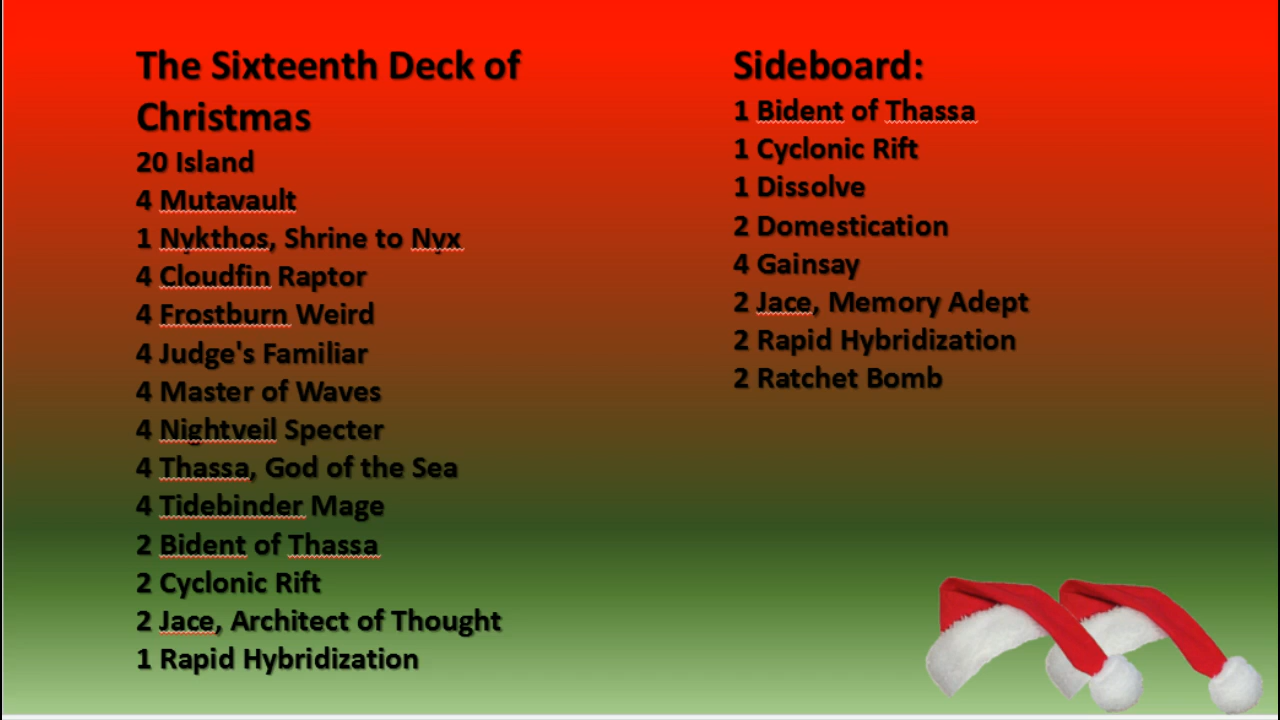 The Sixteenth Deck of
Christmas
20 Island
4 Mutavault
1 Nykthos, Shrine to Nyx
4 Cloudfin Raptor
4 Frostburn Weird
4 Judge's Familiar
4 Master of Waves
4 Nightveil Specter
4 Thassa, God of the Sea
4 Tidebinder Mage
2 Bident of Thassa
2 Cyclonic Rift
2 Jace, Architect of Thought
1 Rapid Hybridization
Sideboard:
1 Bident of Thassa
1 Cyclonic Rift
1 Dissolve
2 Domestication
4 Gainsay
2 Jace, Memory Adept
2 Rapid Hybridization
2 Ratchet Bomb